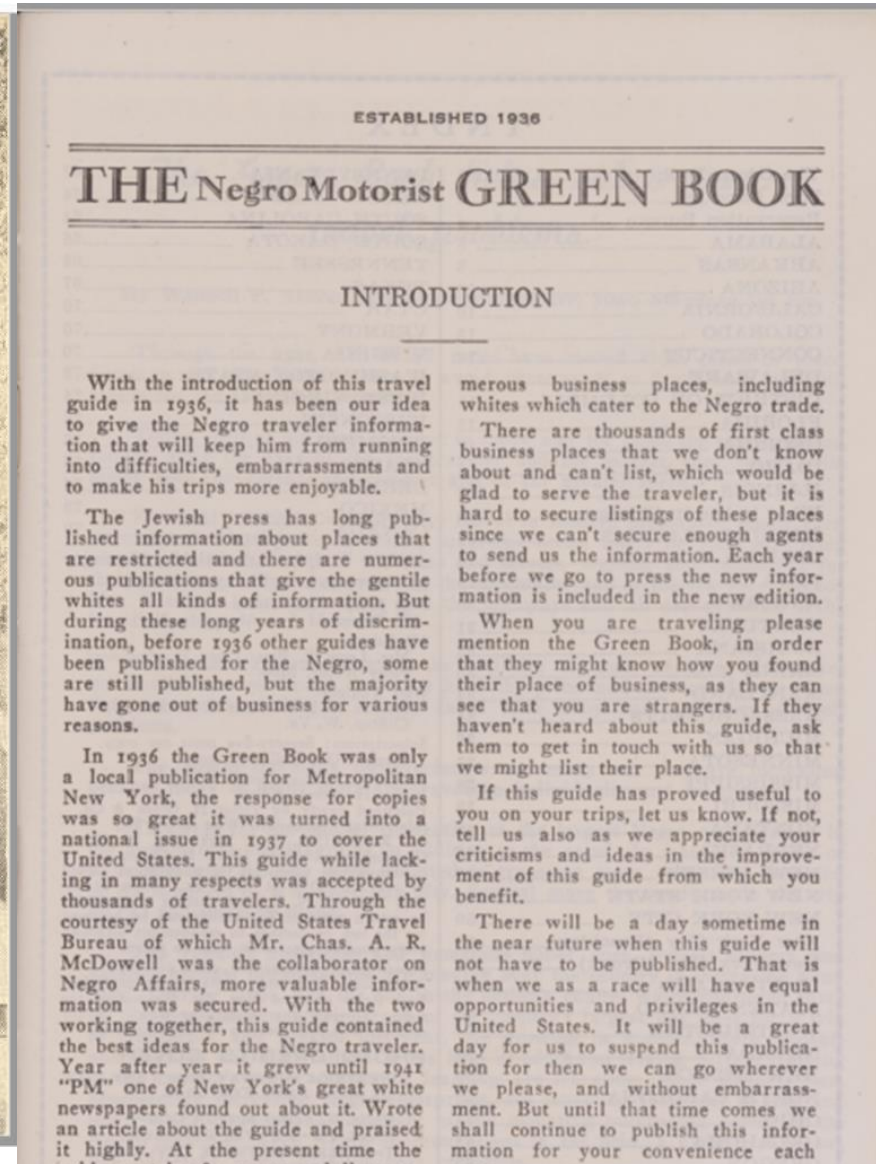 ESTABLISHED 1936
THE Negro Motorist GREEN BOOK
INTRODUCTION
With the introduction of this travel
guide in 1936, it has been our idea
to give the Negro traveler informa-
tion that will keep him from running
into difficulties, embarrassments and
to make his trips more enjoyable.
The Jewish press has long pub-
lished information about places that
are restricted and there are numer-
ous publications that give the gentile
whites all kinds of information. But
during these long years of discrim-
ination, before 1936 other guides have
been published for the Negro, some
are still published, but the majority
have gone out of business for various
reasons.
In 1936 the Green Book was only
a local publication for Metropolitan
New York, the response for copies
was so great it was turned into a
national issue in 1937 to cover the
United States. This guide while lack-
ing in many respects was accepted by
thousands of travelers. Through the
courtesy of the United States Travel
Bureau of which Mr. Chas. A. R.
McDowell was the collaborator on
Negro Affairs, more valuable infor-
mation was secured. With the two
working together, this guide contained
the best ideas for the Negro traveler.
Year after year it grew until 1941
"PM" one of New York's great white
newspapers found out about it. Wrote
an article about the guide and praised
it highly. At the present time the
merous business places, including
whites which cater to the Negro trade.
There are thousands of first class
business places that we don't know
about and can't list, which would be
glad to serve the traveler, but it is
hard to secure listings of these places
since we can't secure enough agents
to send us the information. Each year
before we go to press the new infor-
mation is included in the new edition.
When you are traveling please
mention the Green Book, in order
that they might know how you found
their place of business, as they can
see that you are strangers. If they
haven't heard about this guide, ask
them to get in touch with us so that
we might list their place.
If this guide has proved useful to
you on your trips, let us know. If not,
tell us also as we appreciate your
criticisms and ideas in the improve-
ment of this guide from which you
benefit.
There will be a day sometime in
the near future when this guide will
not have to be published. That is
when we as a race will have equal
opportunities and privileges in the
United States. It will be a great
day for us to suspend this publica-
tion for then we can go wherever
we please, and without embarrass-
ment. But until that time comes we
shall continue to publish this infor-
mation for your convenience each